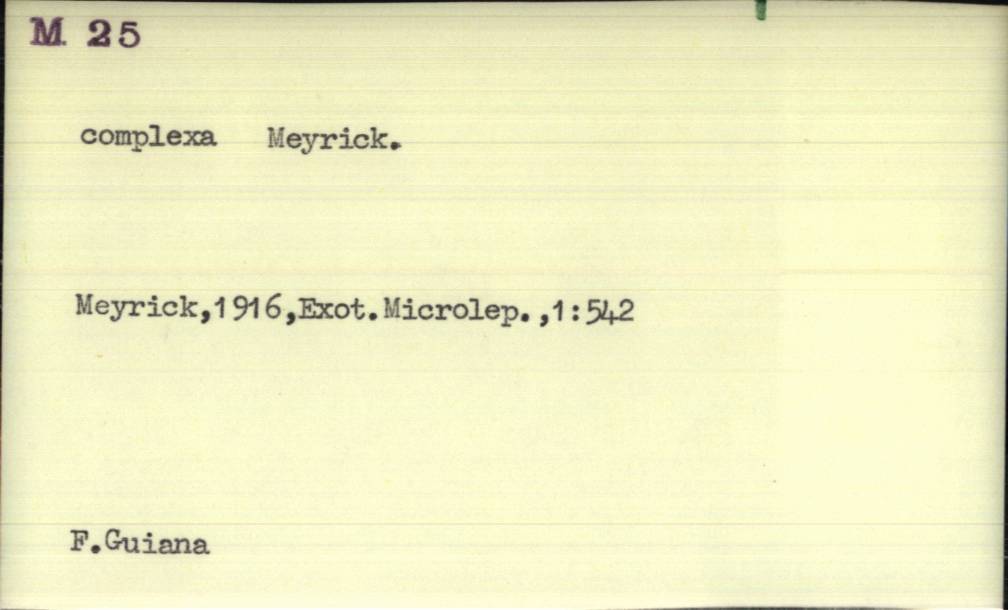 M 25
complexa Meyrick.
Meyrick,1916,Exot.Microlep.,1:542
F.Guiana